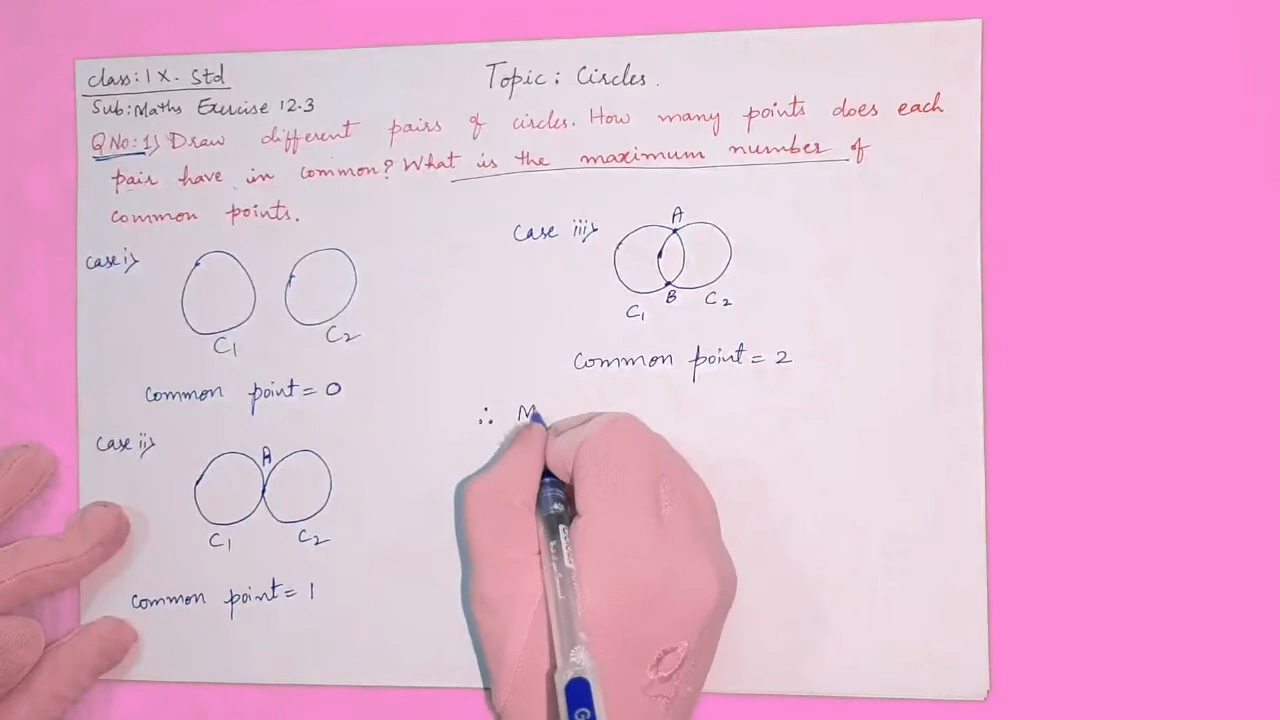 class: IX. Std
Topic: Circles.
Sub: Maths Exercise 12.3
Q No: 1) Draw different pairs of circles. How many points does each
pair have in common? What is the maximum number of
common points.
Case i)
C1 C2
Common point = 0
Case ii)
A
C1 C2
Common point = 1
Case iii)
A
B
C1 C2
Common point = 2
∴ M